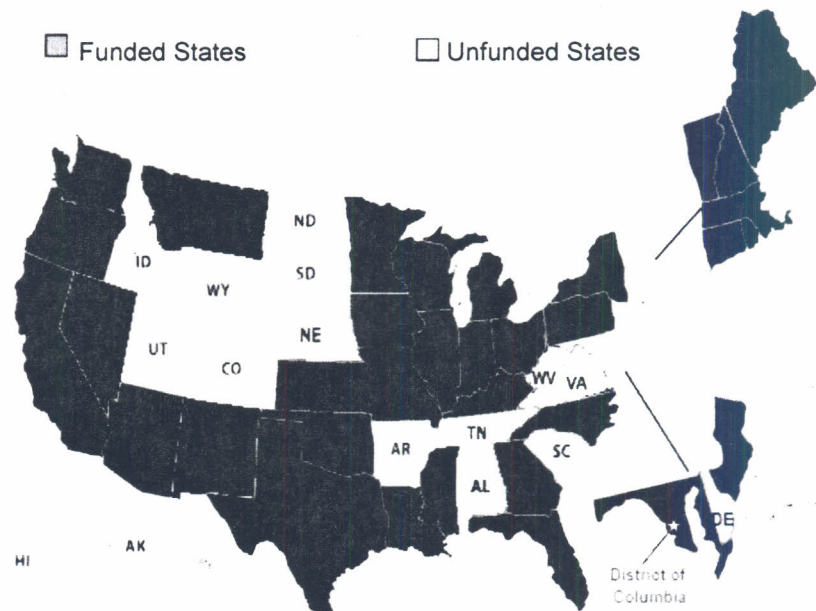 Funded States
Unfunded States
ND
ID
SD
WY
NE
UT
CO
WV
VA
TN
AR
SC
AL
DE
AK
HI
District of
Columbia